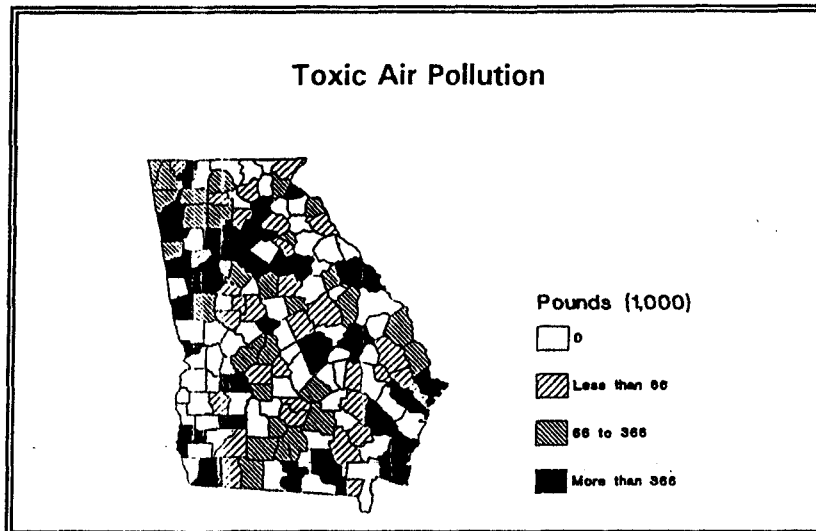 Toxic Air Pollution
Pounds (1,000)
0
Less than 66
66 to 366
More than 366